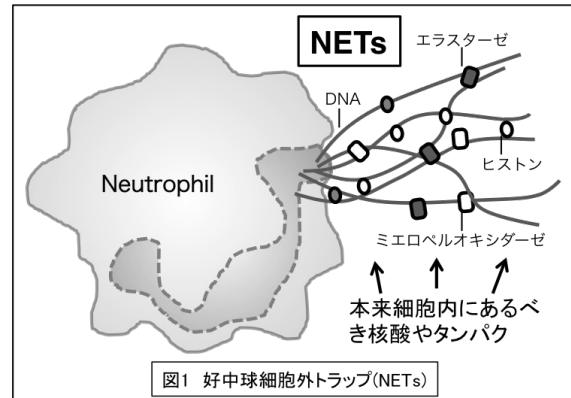 NETs
エラスターゼ
DNA
Neutrophil
ヒストン
ミエロペルオキシダーゼ
本来細胞内にあるべ
き核酸やタンパク
図1 好中球細胞外トラップ(NETs)